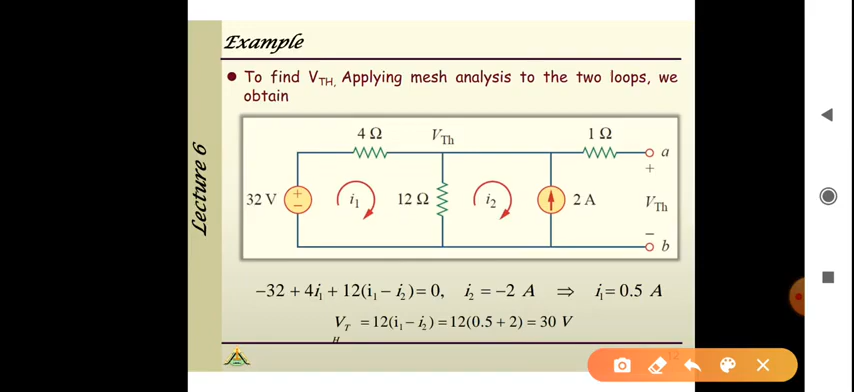 Example
Lecture 6
To find VTH, Applying mesh analysis to the two loops, we
obtain
4 Ω
VTh
1 Ω
a
+
32 V
+
−
i1
12 Ω
i2
2 A
VTh
−
b
−32 + 4i1 + 12(i1 − i2) = 0, i2 = −2 A ⇒ i1 = 0.5 A
VTH = 12(i1 − i2) = 12(0.5 + 2) = 30 V
12